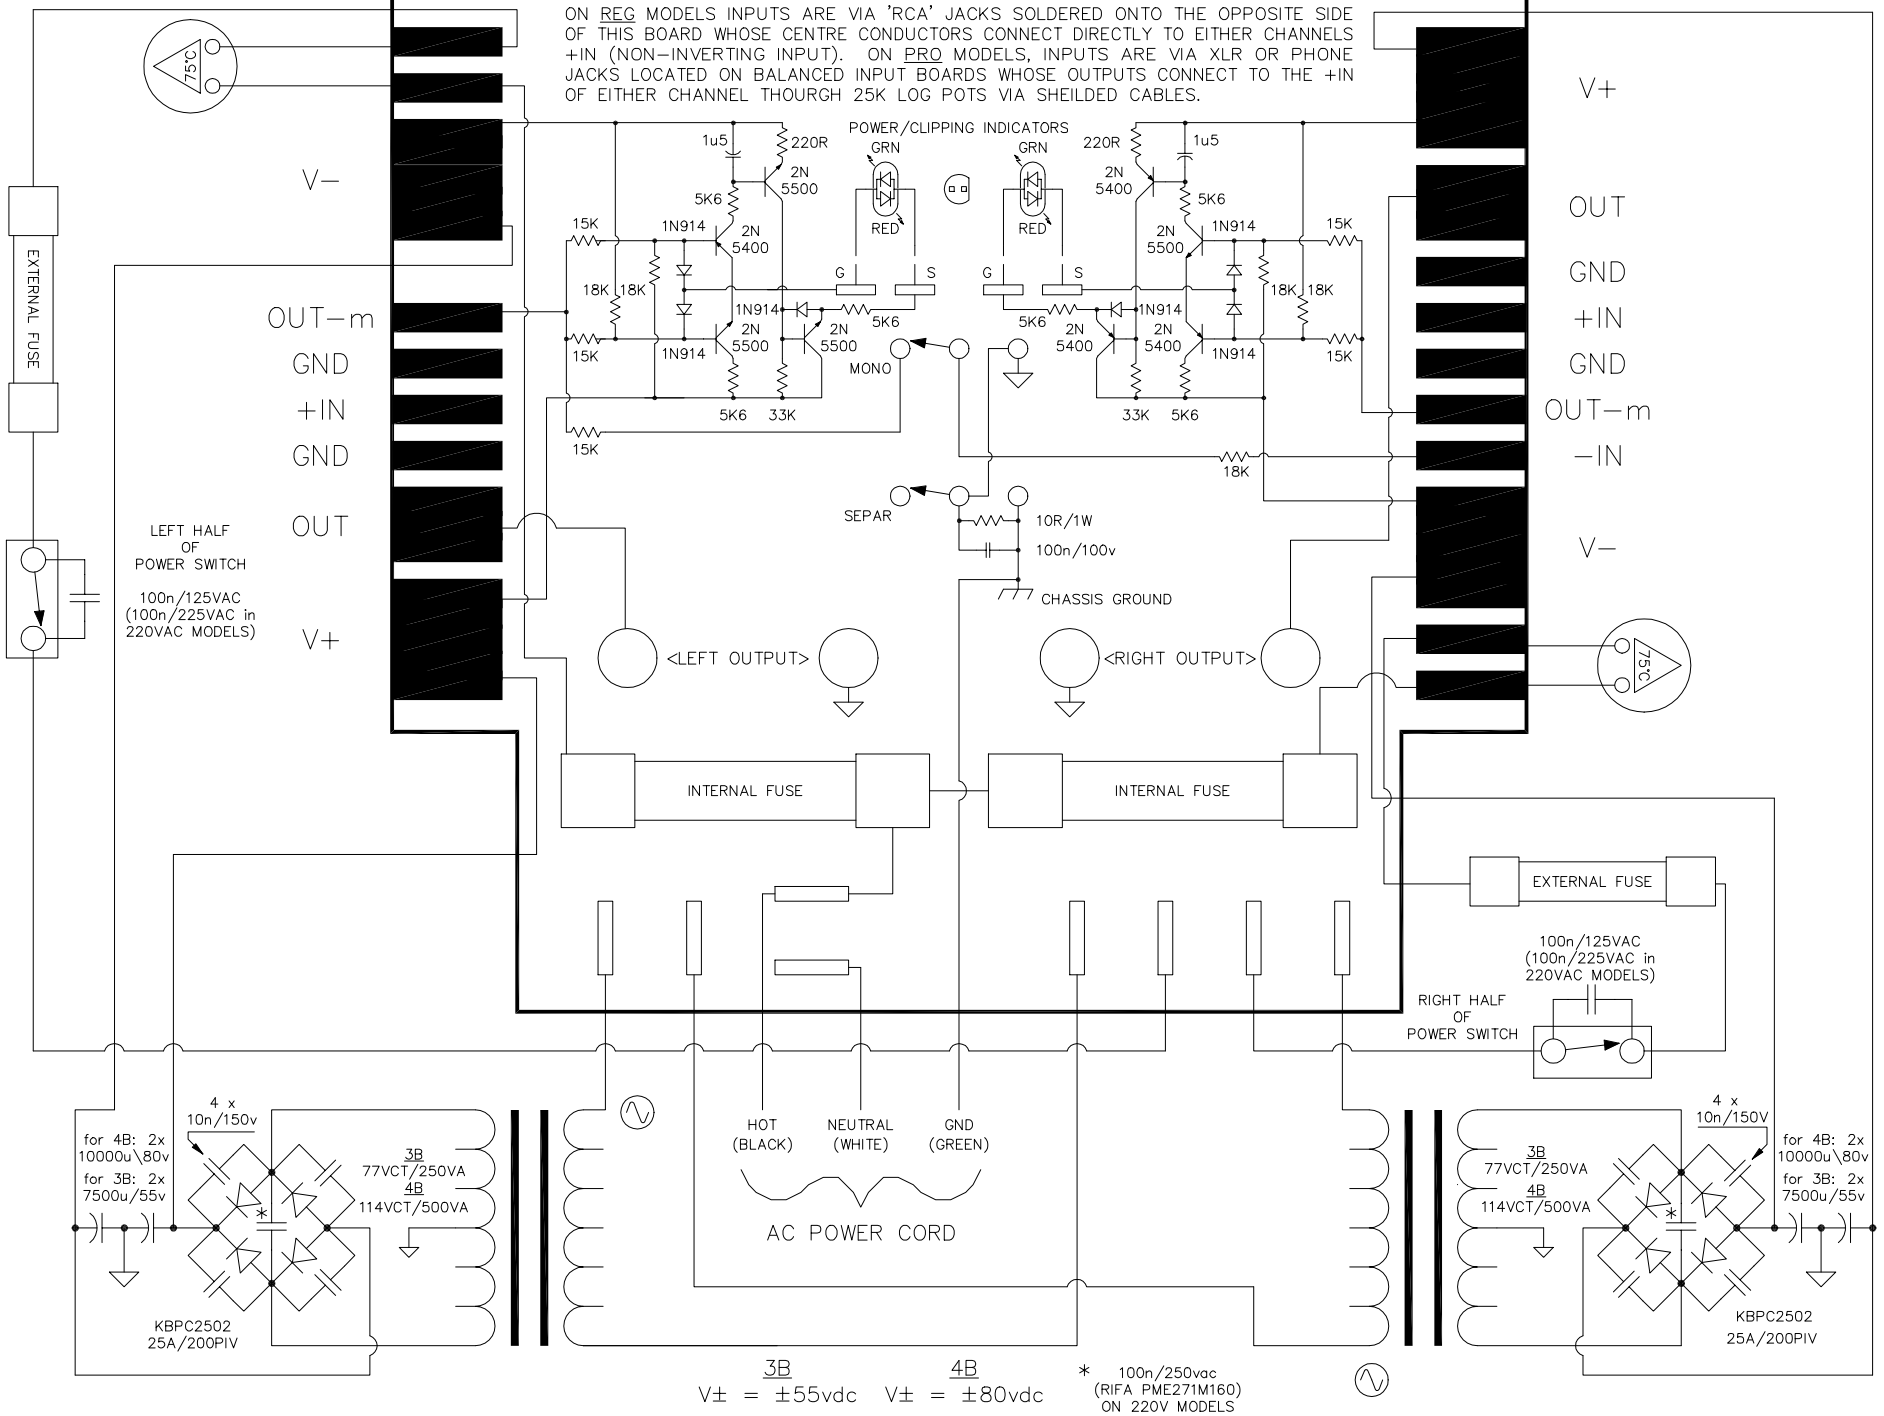 ON REG MODELS INPUTS ARE VIA 'RCA' JACKS SOLDERED ONTO THE OPPOSITE SIDE
OF THIS BOARD WHOSE CENTRE CONDUCTORS CONNECT DIRECTLY TO EITHER CHANNELS
+IN (NON-INVERTING INPUT). ON PRO MODELS, INPUTS ARE VIA XLR OR PHONE
JACKS LOCATED ON BALANCED INPUT BOARDS WHOSE OUTPUTS CONNECT TO THE +IN
OF EITHER CHANNEL THOURGH 25K LOG POTS VIA SHEILDED CABLES.
75°C
V-
EXTERNAL FUSE
OUT-m
GND
+IN
GND
OUT
V+
LEFT HALF
OF
POWER SWITCH
100n/125VAC
(100n/225VAC in
220VAC MODELS)
POWER/CLIPPING INDICATORS
1u5
220R
2N
5500
5K6
15K
1N914
2N
5400
18K
18K
1N914
2N
5500
2N
5500
15K
1N914
5K6
5K6
33K
15K
GRN
RED
G
S
MONO
SEPAR
GRN
RED
G
S
220R
1u5
2N
5400
5K6
2N
5500
1N914
15K
18K
18K
1N914
5K6
2N
5400
2N
5400
1N914
15K
33K
5K6
18K
10R/1W
100n/100v
CHASSIS GROUND
<LEFT OUTPUT>
<RIGHT OUTPUT>
V+
OUT
GND
+IN
GND
OUT-m
-IN
V-
75°C
INTERNAL FUSE
INTERNAL FUSE
EXTERNAL FUSE
100n/125VAC
(100n/225VAC in
220VAC MODELS)
RIGHT HALF
OF
POWER SWITCH
4 x
10n/150v
for 4B: 2x
10000u\80v
for 3B: 2x
7500u/55v
*
3B
77VCT/250VA
4B
114VCT/500VA
KBPC2502
25A/200PIV
HOT
(BLACK)
NEUTRAL
(WHITE)
GND
(GREEN)
AC POWER CORD
3B
77VCT/250VA
4B
114VCT/500VA
*
4 x
10n/150V
for 4B: 2x
10000u\80v
for 3B: 2x
7500u/55v
KBPC2502
25A/200PIV
3B
V± = ±55vdc
4B
V± = ±80vdc
* 100n/250vac
(RIFA PME271M160)
ON 220V MODELS